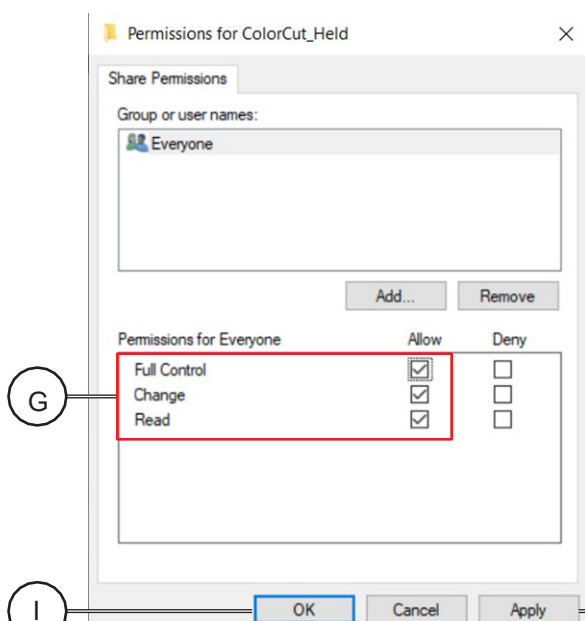 Permissions for ColorCut_Held
Share Permissions
Group or user names:
Everyone
Add... Remove
Permissions for Everyone Allow Deny
Full Control
G
Change
Read
I
OK Cancel Apply